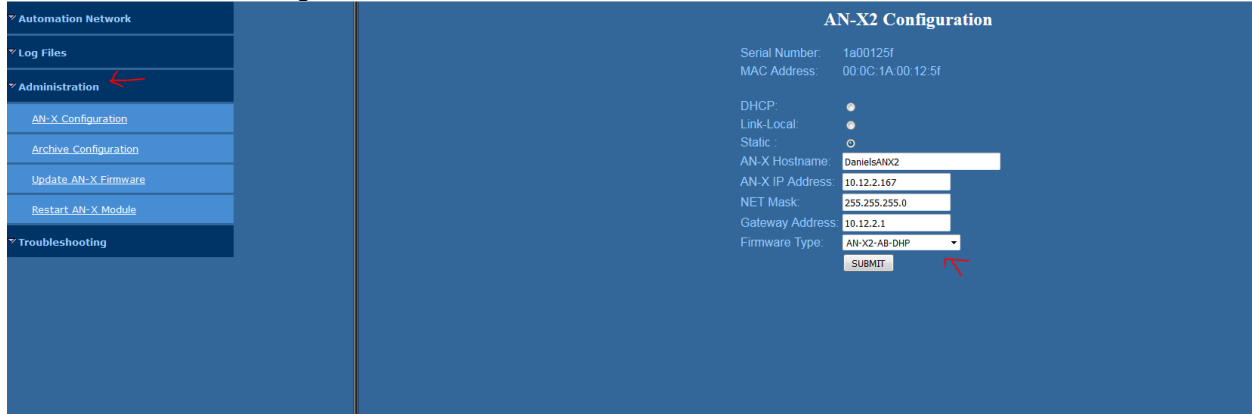 Automation Network
Log Files
Administration
AN-X Configuration
Archive Configuration
Update AN-X Firmware
Restart AN-X Module
Troubleshooting
AN-X2 Configuration
Serial Number: 1a00125f
MAC Address: 00:0C:1A:00:12:5f
DHCP:
Link-Local:
Static :
AN-X Hostname: DanielsANX2
AN-X IP Address: 10.12.2.167
NET Mask: 255.255.255.0
Gateway Address: 10.12.2.1
Firmware Type: AN-X2-AB-DHP
SUBMIT